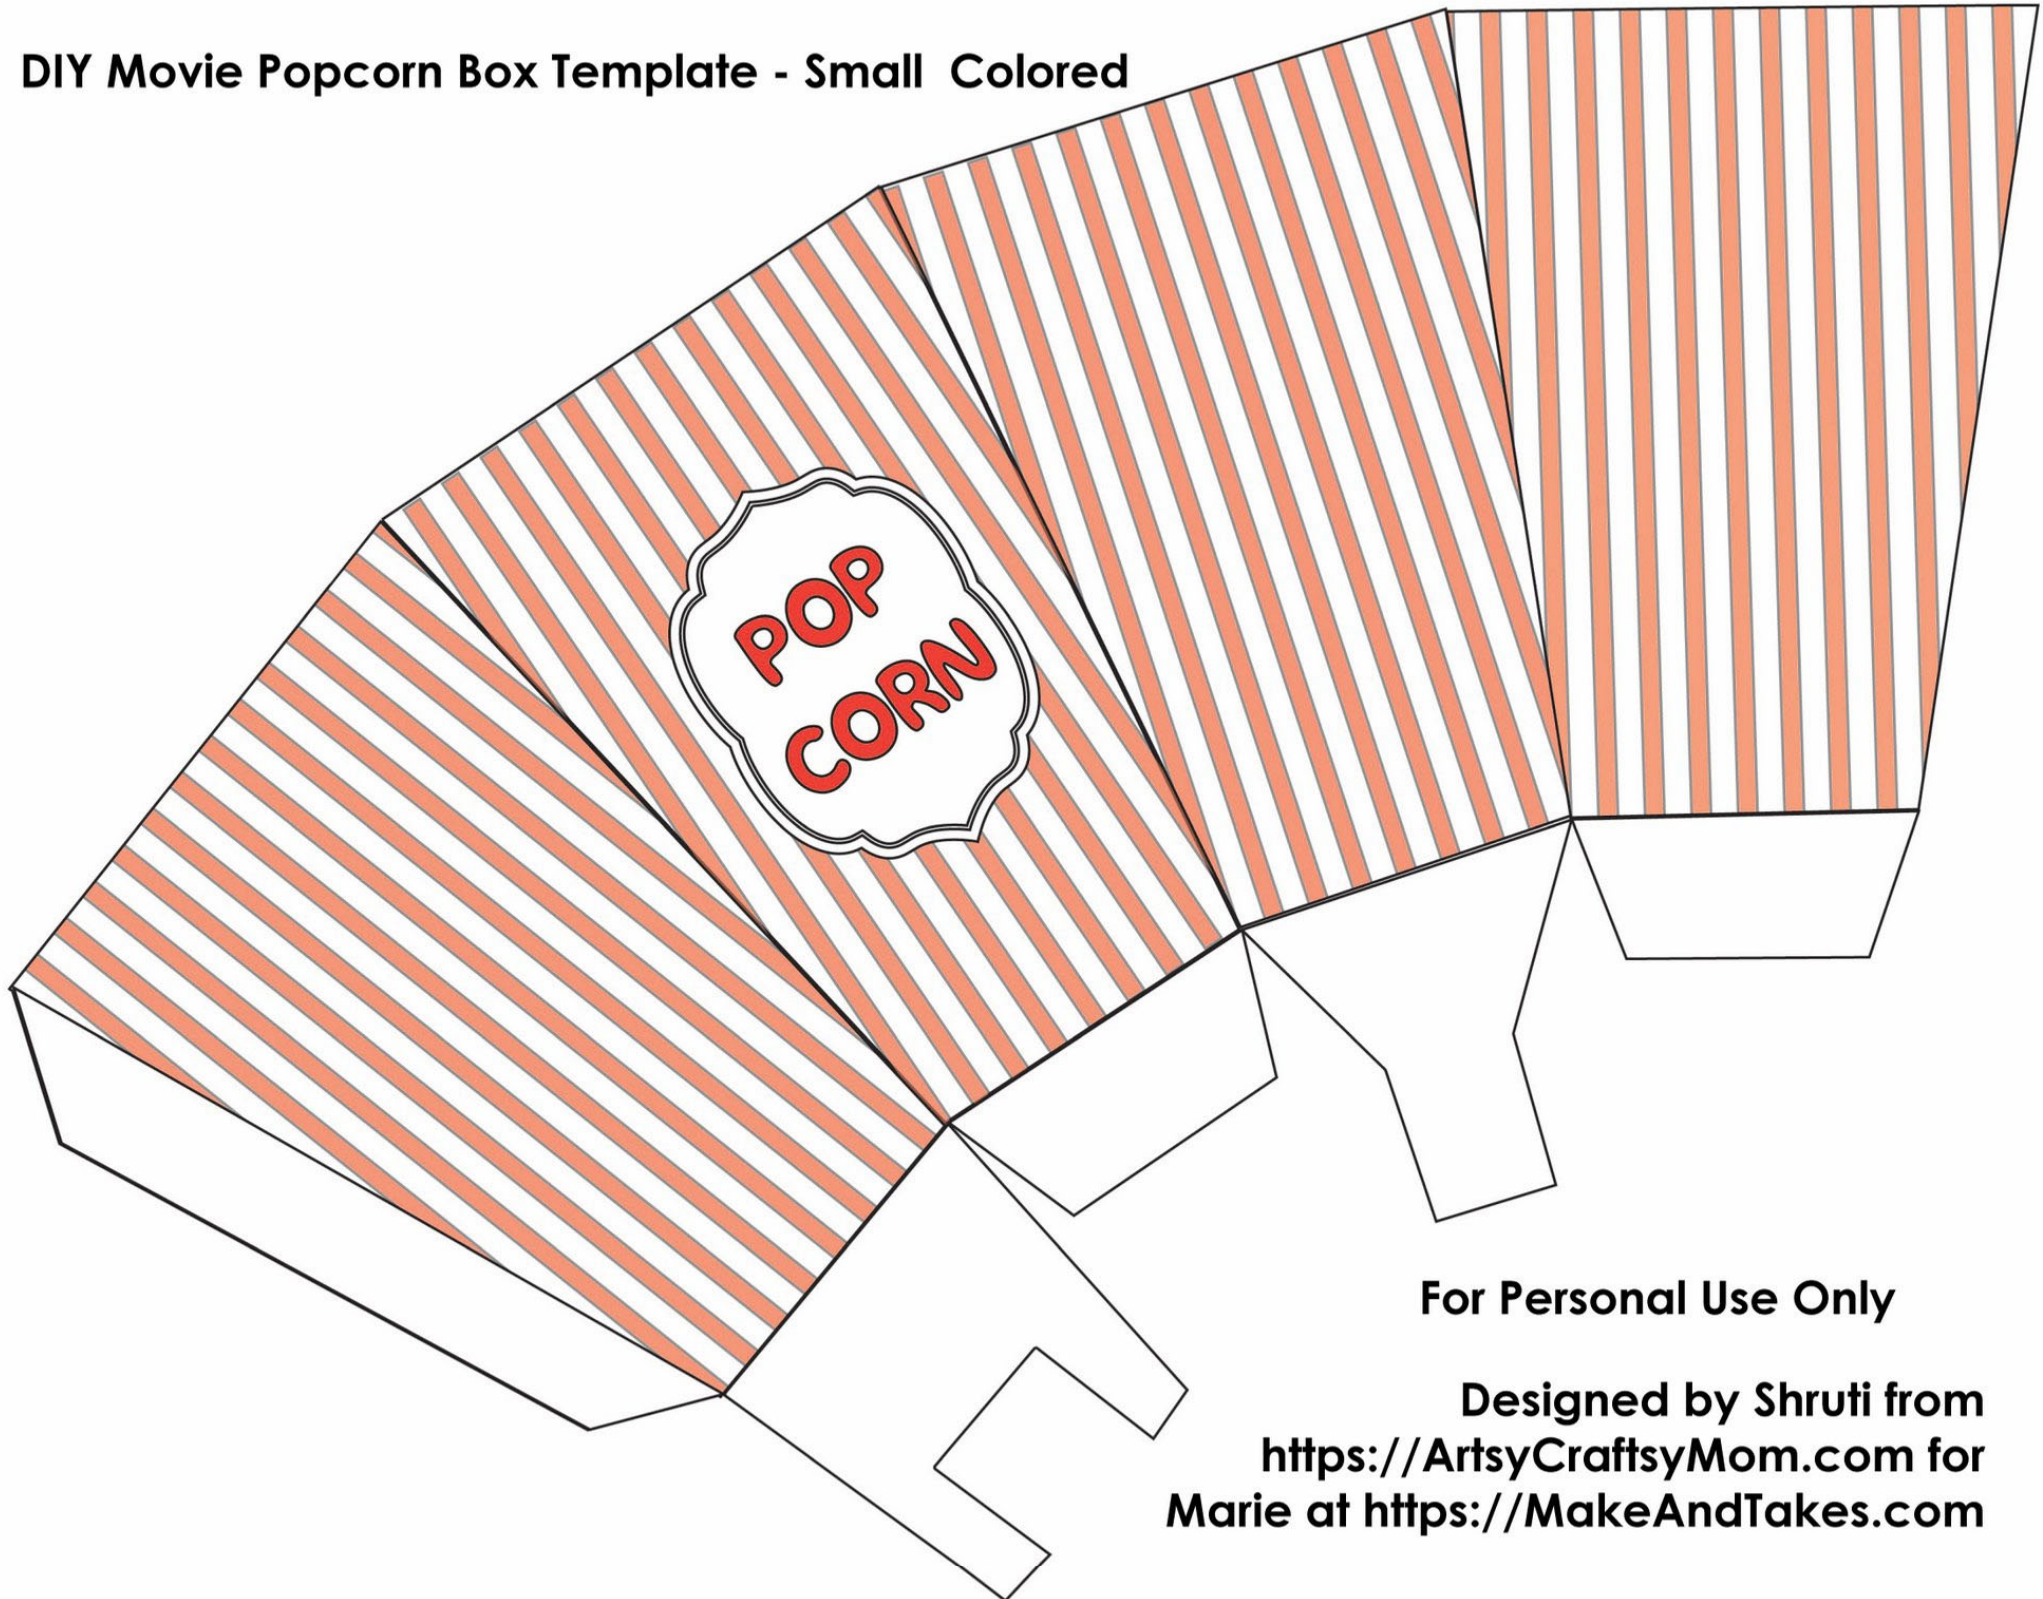 DIY Movie Popcorn Box Template - Small  Colored
POP
CORN
For Personal Use Only
Designed by Shruti from
https://ArtsyCraftsyMom.com for
Marie at https://MakeAndTakes.com